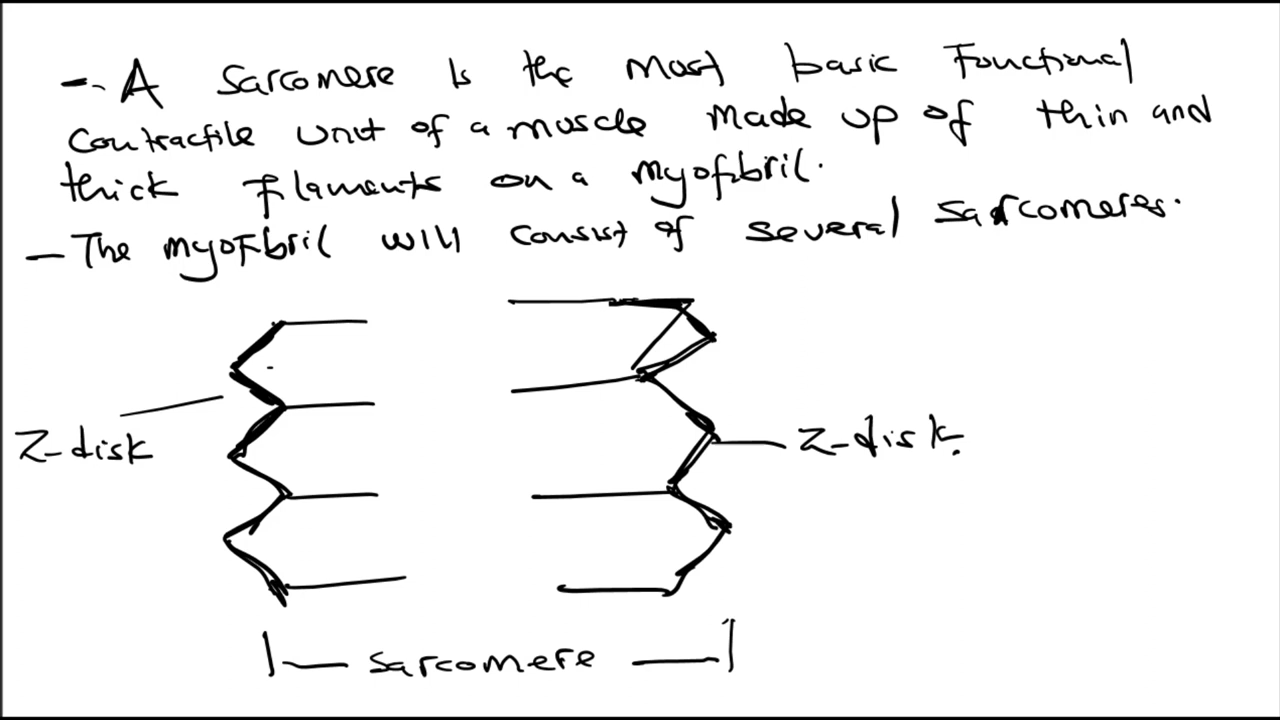 - A Sarcomere is the most basic Functional
Contractile unit of a muscle made up of thin and
thick filaments on a myofibril.
- The myofibril will consist of several sarcomeres.
Z-disk
Z-disk
sarcomere